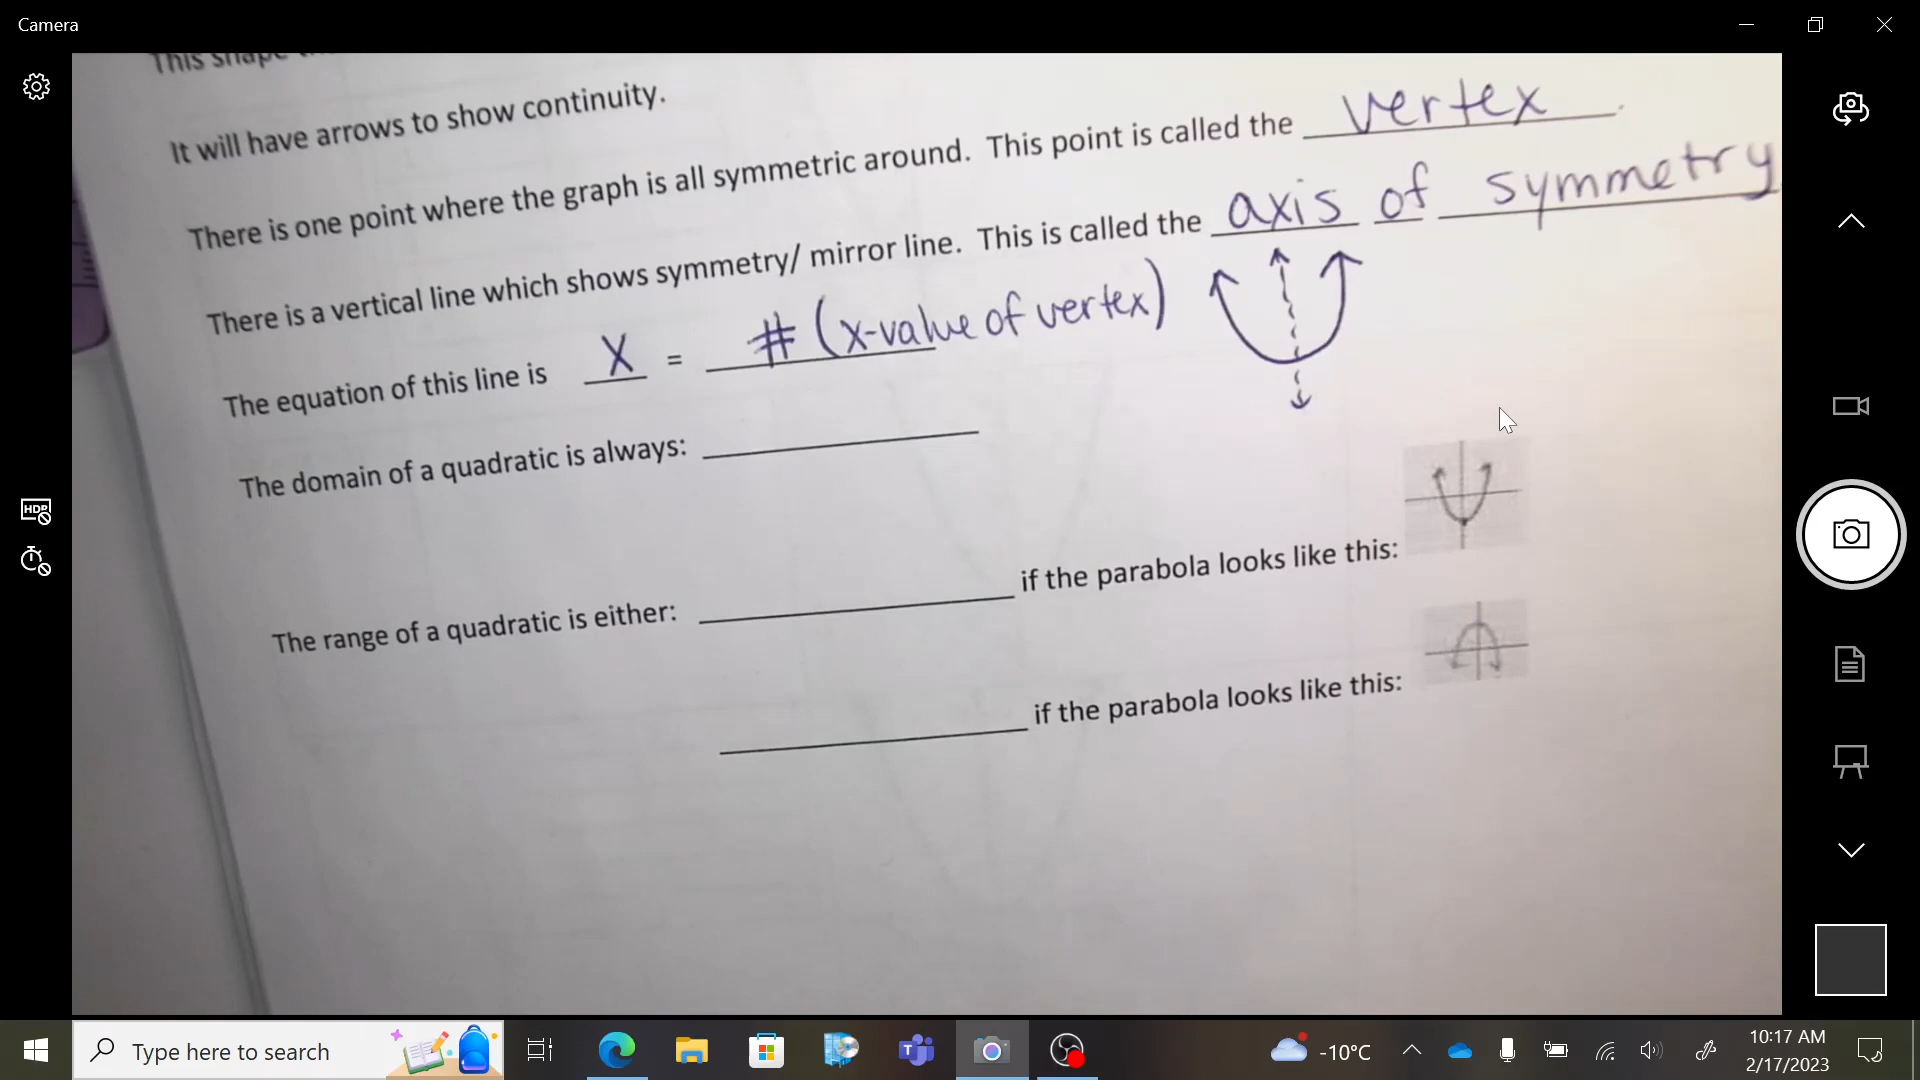 Camera
This shape
It will have arrows to show continuity.
There is one point where the graph is all symmetric around. This point is called the vertex.
There is a vertical line which shows symmetry/ mirror line. This is called the axis of symmetry
The equation of this line is X = # (x-value of vertex)
The domain of a quadratic is always:
The range of a quadratic is either: if the parabola looks like this:
if the parabola looks like this:
Type here to search
-10°C
10:17 AM
2/17/2023